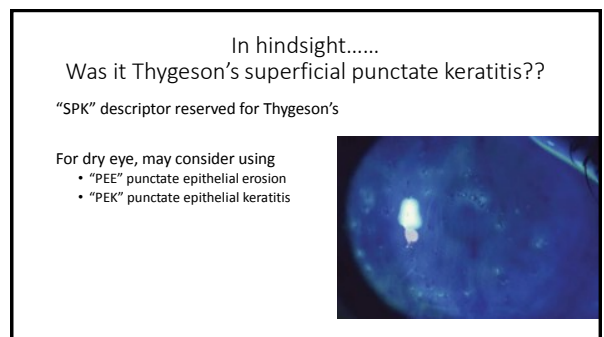 In hindsight……
Was it Thygeson's superficial punctate keratitis??
"SPK" descriptor reserved for Thygeson's
For dry eye, may consider using
• "PEE" punctate epithelial erosion
• "PEK" punctate epithelial keratitis